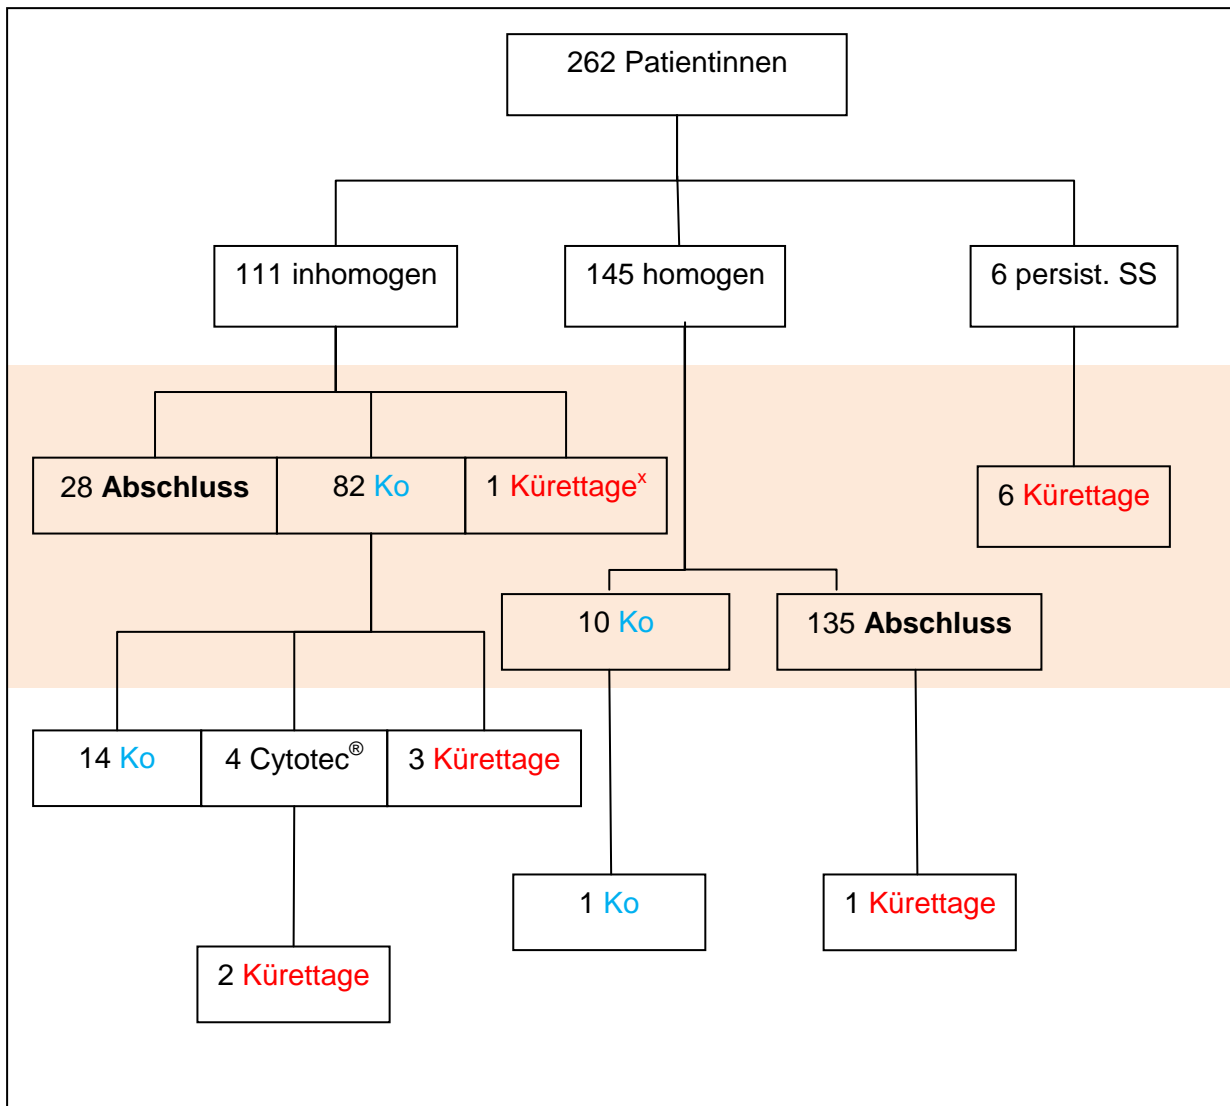 262 Patientinnen
111 inhomogen
145 homogen
6 persist. SS
28 Abschluss
82 Ko
1 Kürettageˣ
6 Kürettage
10 Ko
135 Abschluss
14 Ko
4 Cytotec®
3 Kürettage
1 Ko
1 Kürettage
2 Kürettage